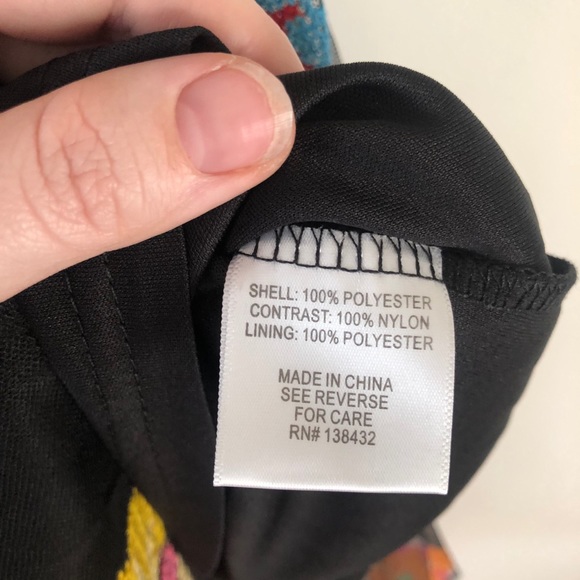 SHELL: 100% POLYESTER
CONTRAST: 100% NYLON
LINING: 100% POLYESTER
MADE IN CHINA
SEE REVERSE
FOR CARE
RN# 138432